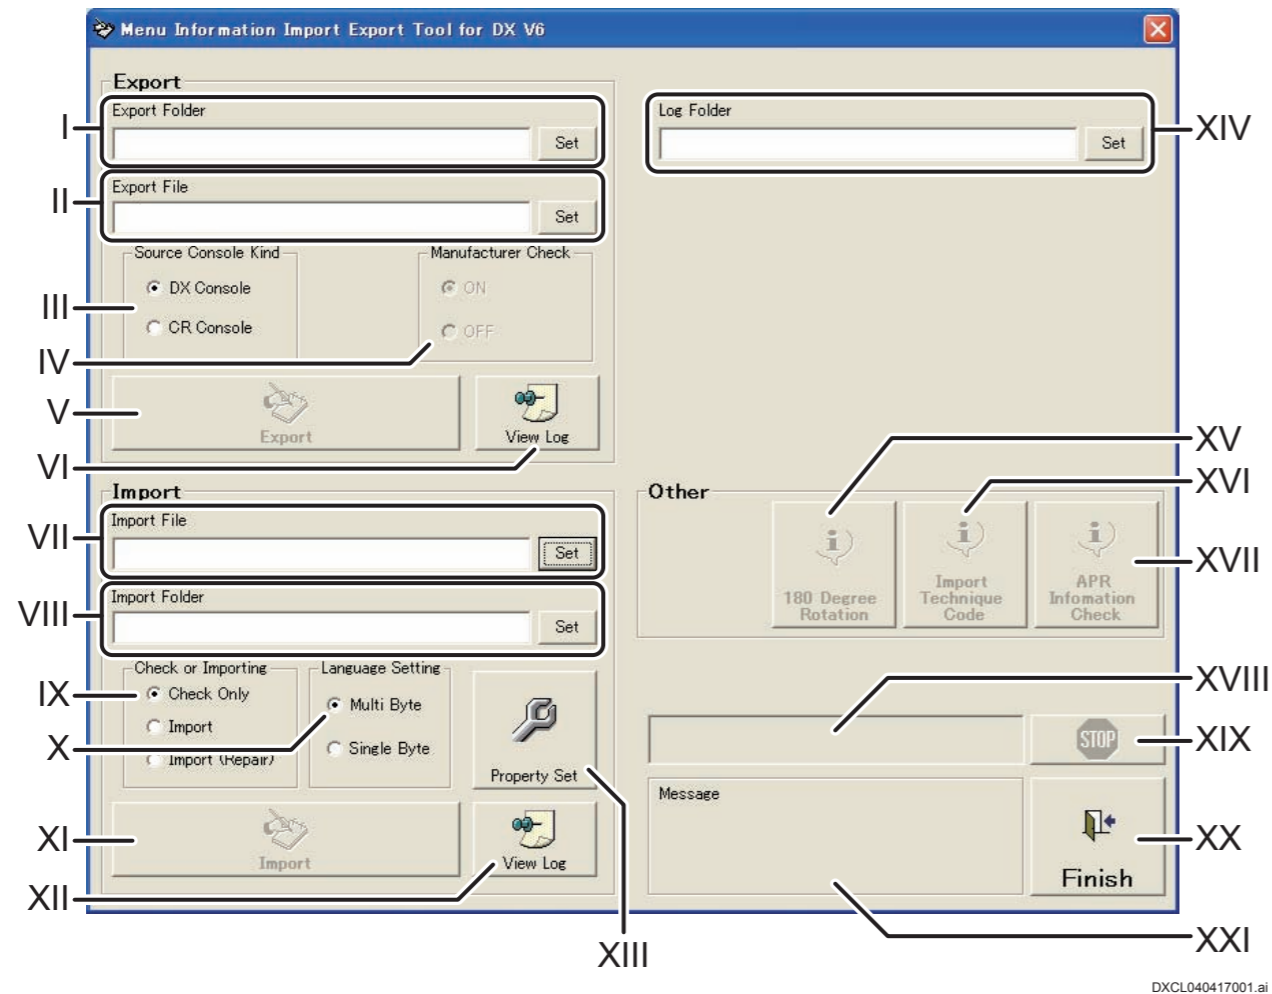 Menu Information Import Export Tool for DX V6
Export
I
Export Folder
Set
II
Export File
Set
III
Source Console Kind
DX Console
CR Console
IV
Manufacturer Check
ON
OFF
V
Export
VI
View Log
Import
VII
Import File
Set
VIII
Import Folder
Set
IX
Check or Importing
Check Only
Import
Import (Repair)
X
Language Setting
Multi Byte
Single Byte
Property Set
XIII
XI
Import
XII
View Log
Log Folder
Set
XIV
Other
XV
180 Degree
Rotation
XVI
Import
Technique
Code
XVII
APR
Infomation
Check
XVIII
STOP
XIX
Message
XXI
Finish
XX
DXCL040417001.ai